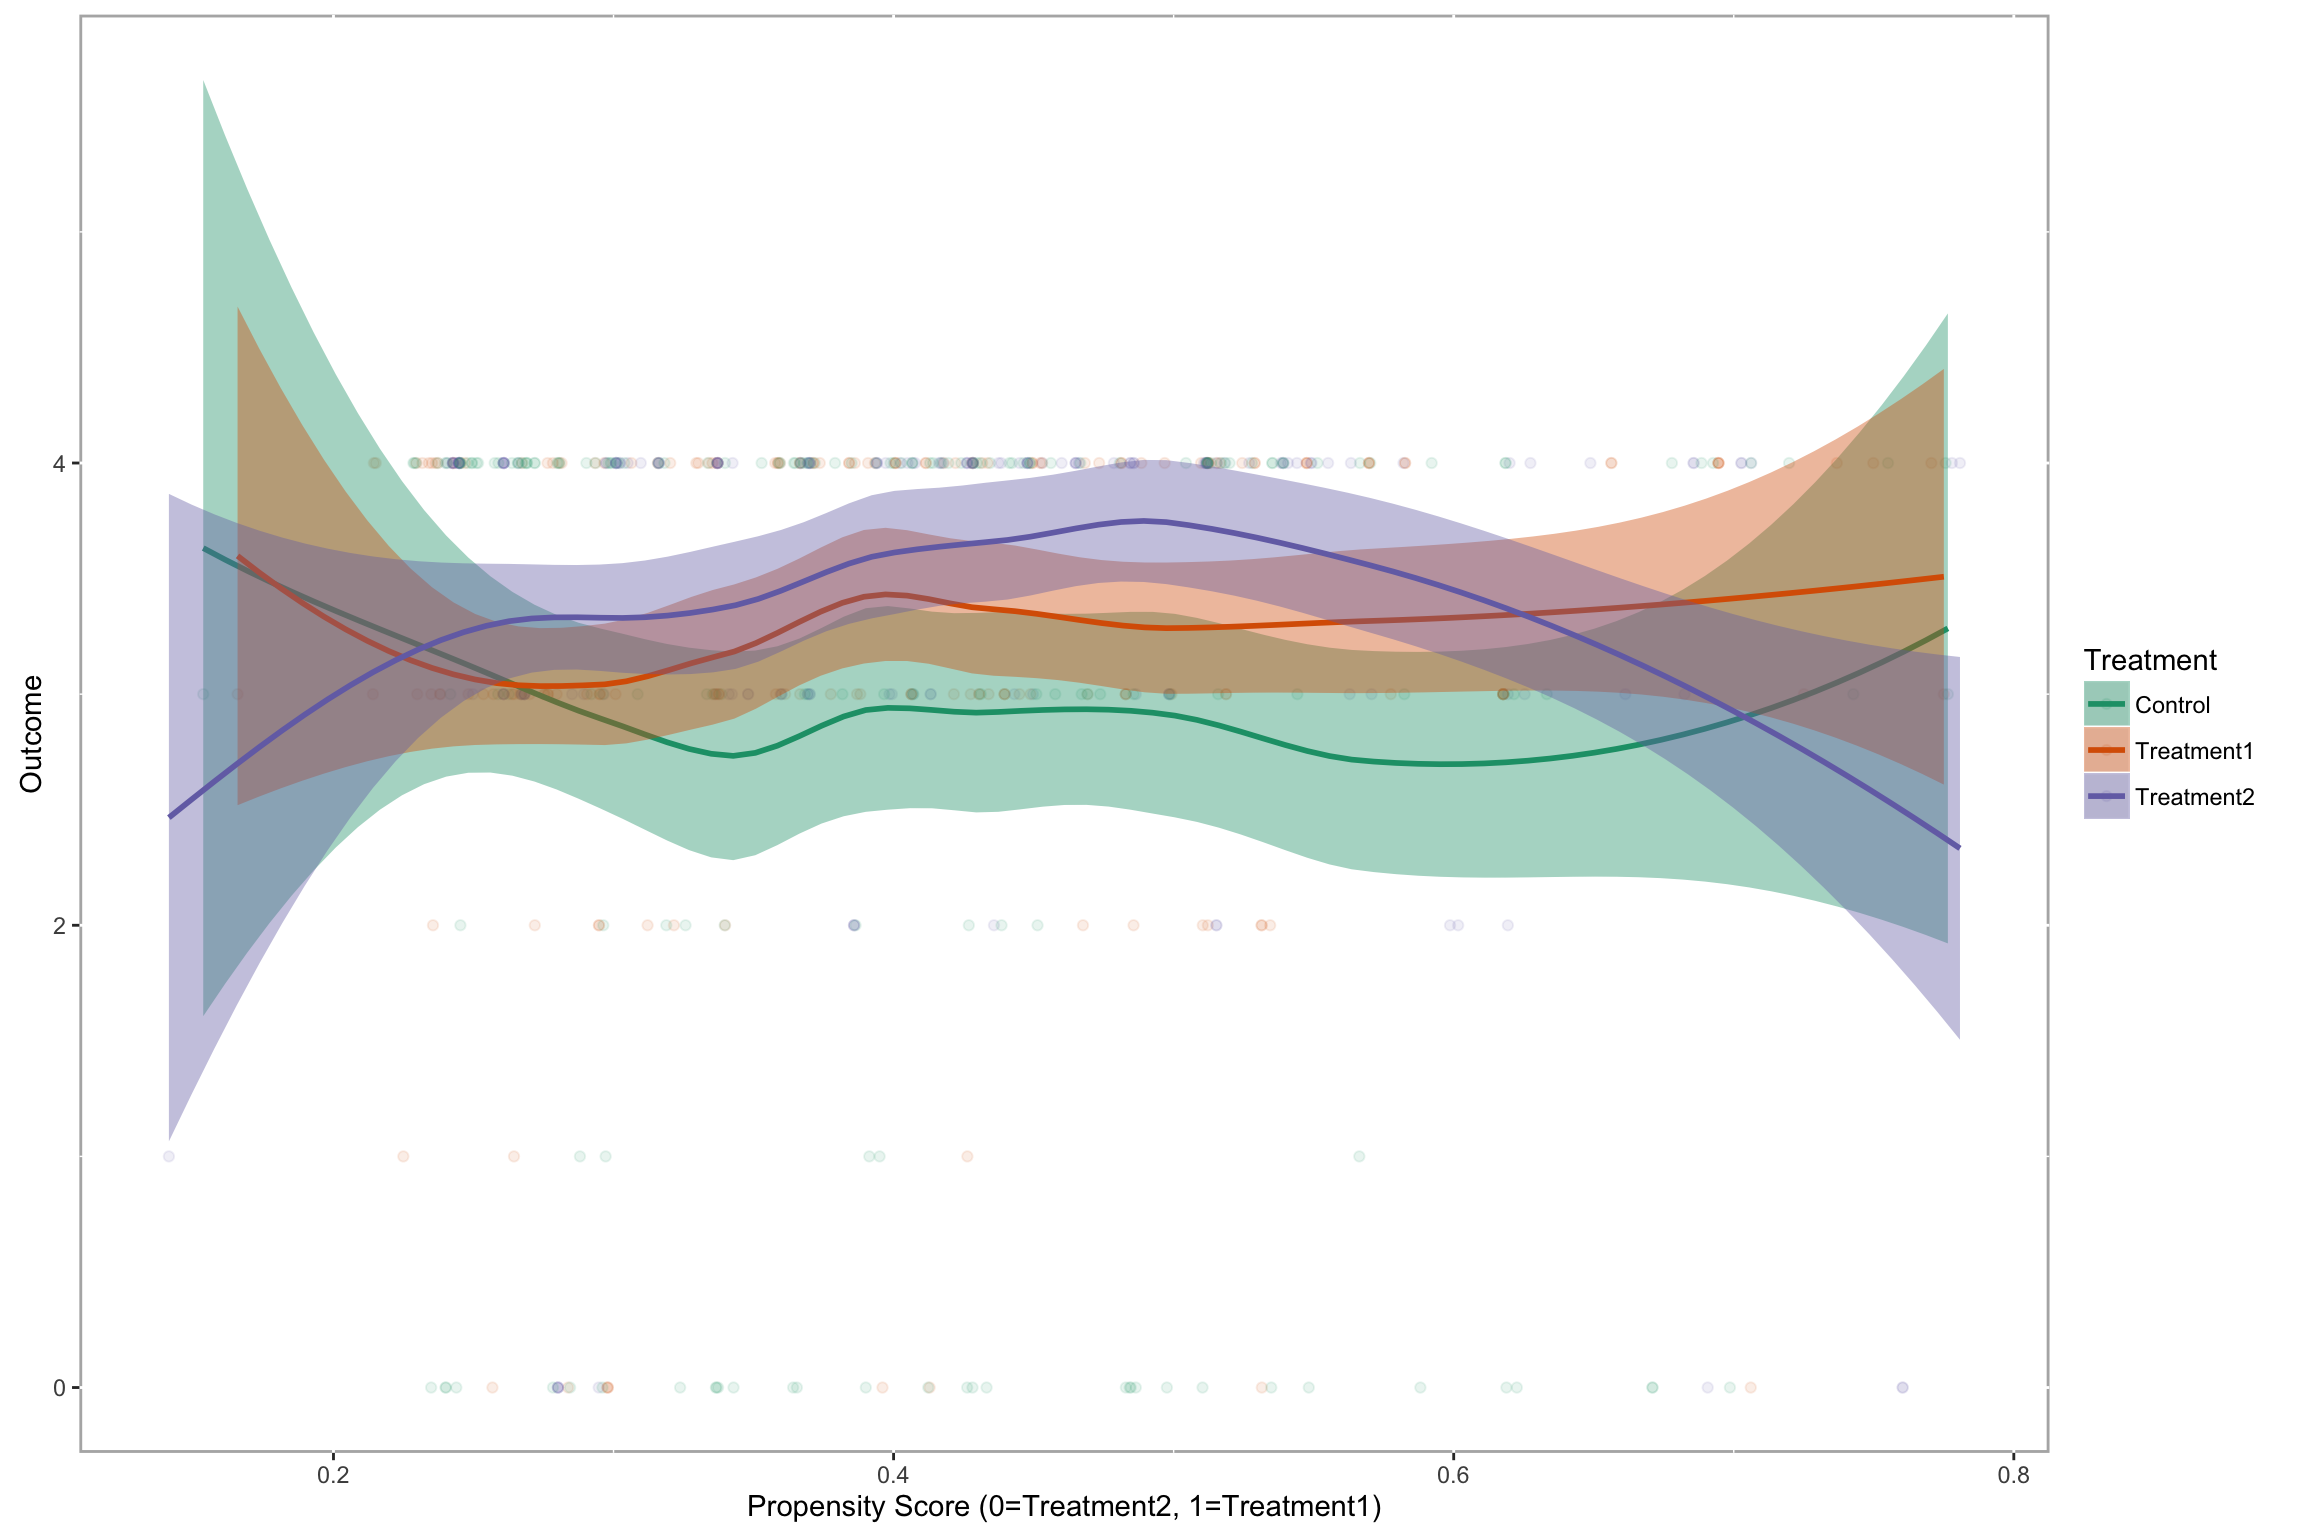 4
2
0
Outcome
0.2 0.4 0.6 0.8
Propensity Score (0=Treatment2, 1=Treatment1)
Treatment
Control
Treatment1
Treatment2